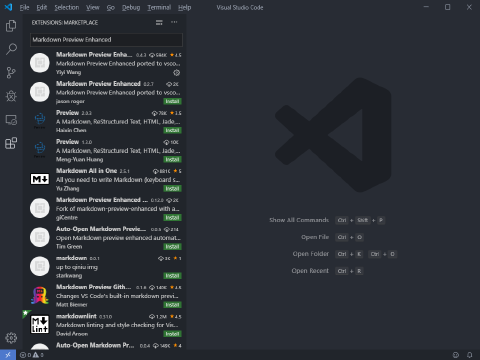 File Edit Selection View Go Debug Terminal Help Visual Studio Code
EXTENSIONS: MARKETPLACE
Markdown Preview Enhanced
Markdown Preview Enha... 0.4.3 584K 4.5
Markdown Preview Enhanced ported to vsco...
Yiyi Wang
Markdown Preview Enhanced 0.2.7 2K
Markdown Preview Enhanced ported to vsco...
jason-roger Install
Preview 2.0.3 78K 3.5
A Markdown, ReStructured Text, HTML, Jade,...
Haixin Chen Install
Preview 1.3.0 10K
A Markdown, ReStructured Text, HTML, Jade,...
Meng-Yuan Huang Install
Markdown All in One 2.5.1 881K 5
All you need to write Markdown (keyboard s...
Yu Zhang Install
Markdown Preview Enhanced ... 0.12.0 2K
Fork of markdown-preview-enhanced with a...
giCentre Install
Auto-Open Markdown Previe... 0.0.5 214
Open Markdown preview enhanced automat...
Tim Green Install
markdown 0.0.1 3K 1
up to qiniu img
starkwang Install
Markdown Preview Gith... 140K 4.5
Changes VS Code's built-in markdown previe...
Matt Bierner Install
markdownlint 0.31.0 1.2M 4.5
Markdown linting and style checking for Vis...
David Anson Install
Auto-Open Markdown Pr... 0.0.4 4
Show All Commands Ctrl + Shift + P
Open File Ctrl + O
Open Folder Ctrl + K Ctrl + O
Open Recent Ctrl + R
0 0